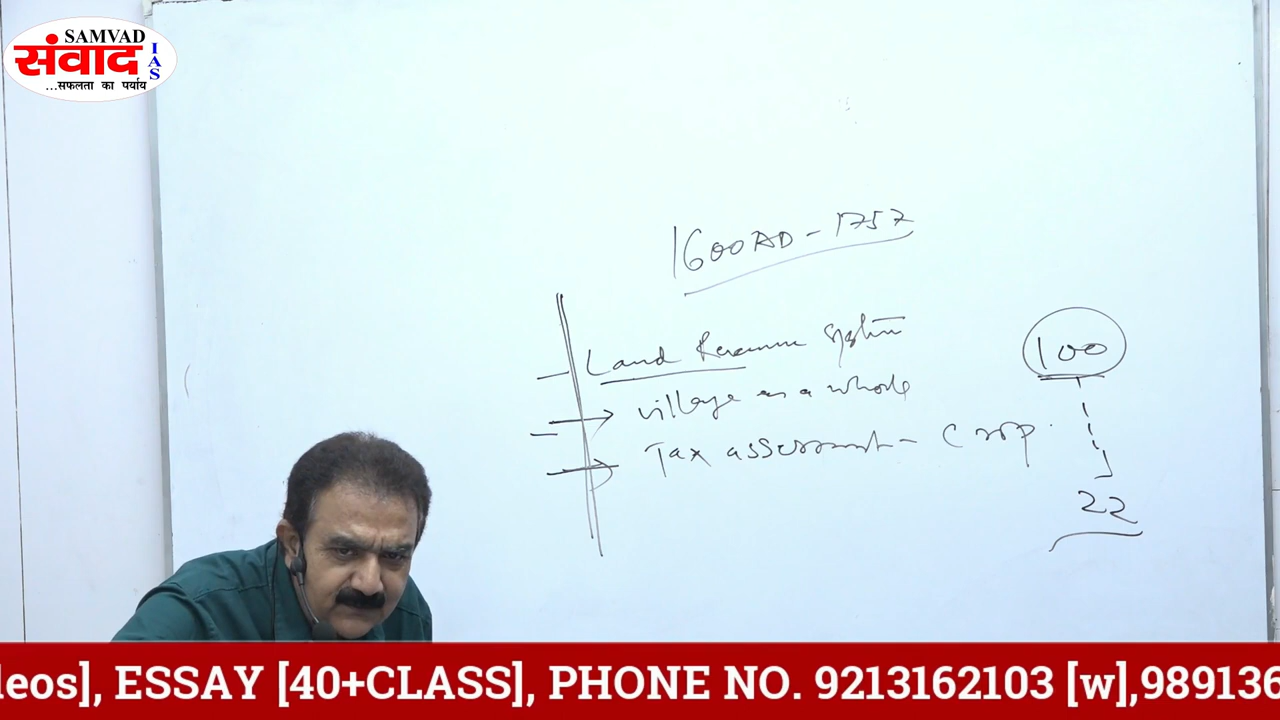 SAMVAD
संवाद
IAS
...सफलता का पर्याय
1600AD - 1757
Land Revenue System
village as a whole
Tax assessment - Crop.
100
22
leos], ESSAY [40+CLASS], PHONE NO. 9213162103 [w],989136